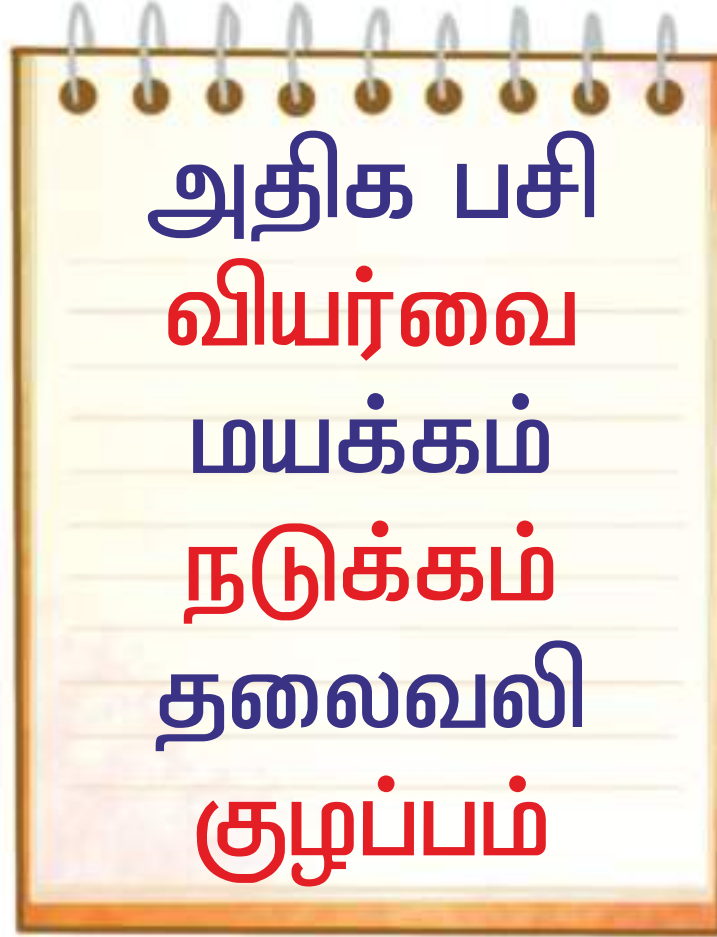 அதிக பசி
வியர்வை
மயக்கம்
நடுக்கம்
தலைவலி
குழப்பம்